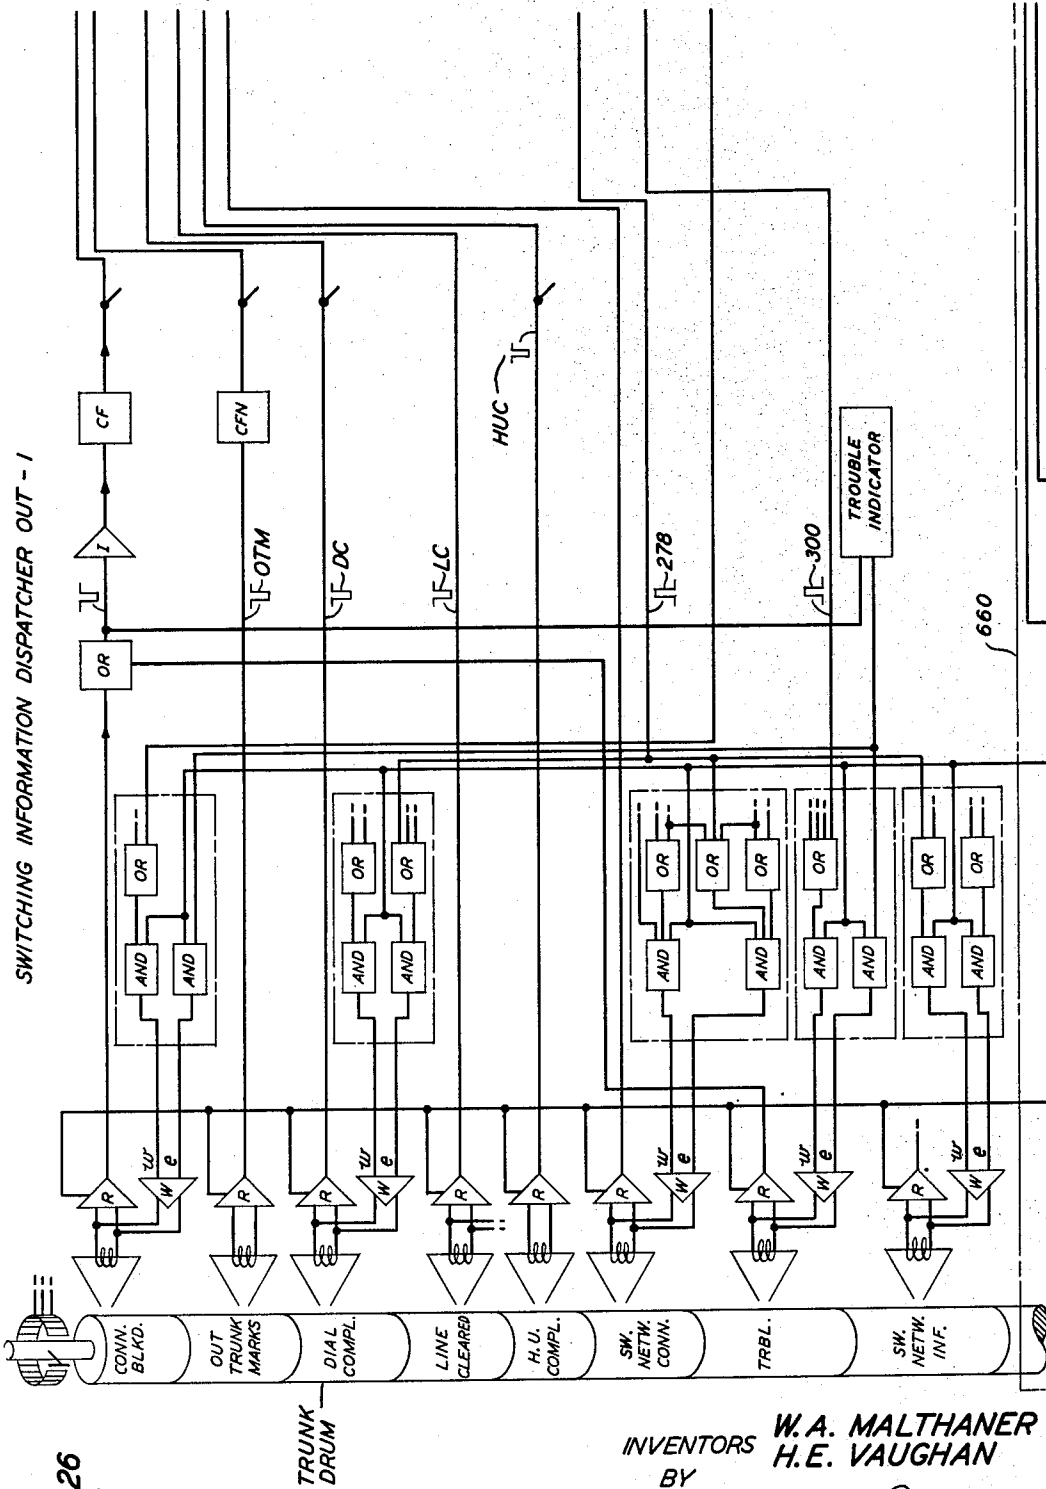 SWITCHING INFORMATION DISPATCHER OUT - 1
CF
I
OR
CFN
OTM
DC
LC
HUC
278
300
TROUBLE
INDICATOR
660
OR
AND
AND
OR
OR
AND
AND
OR
OR
OR
AND
AND
OR
AND
AND
OR
OR
AND
AND
R
w
e
W
R
R
w
e
W
R
R
R
w
e
W
R
w
e
W
R
w
e
W
CONN.
BLKD.
OUT
TRUNK
MARKS
DIAL
COMPL.
LINE
CLEARED
H.U.
COMPL.
SW.
NETW.
CONN.
TRBL.
SW.
NETW.
INF.
TRUNK
DRUM
26
INVENTORS
W.A. MALTHANER
H.E. VAUGHAN
BY